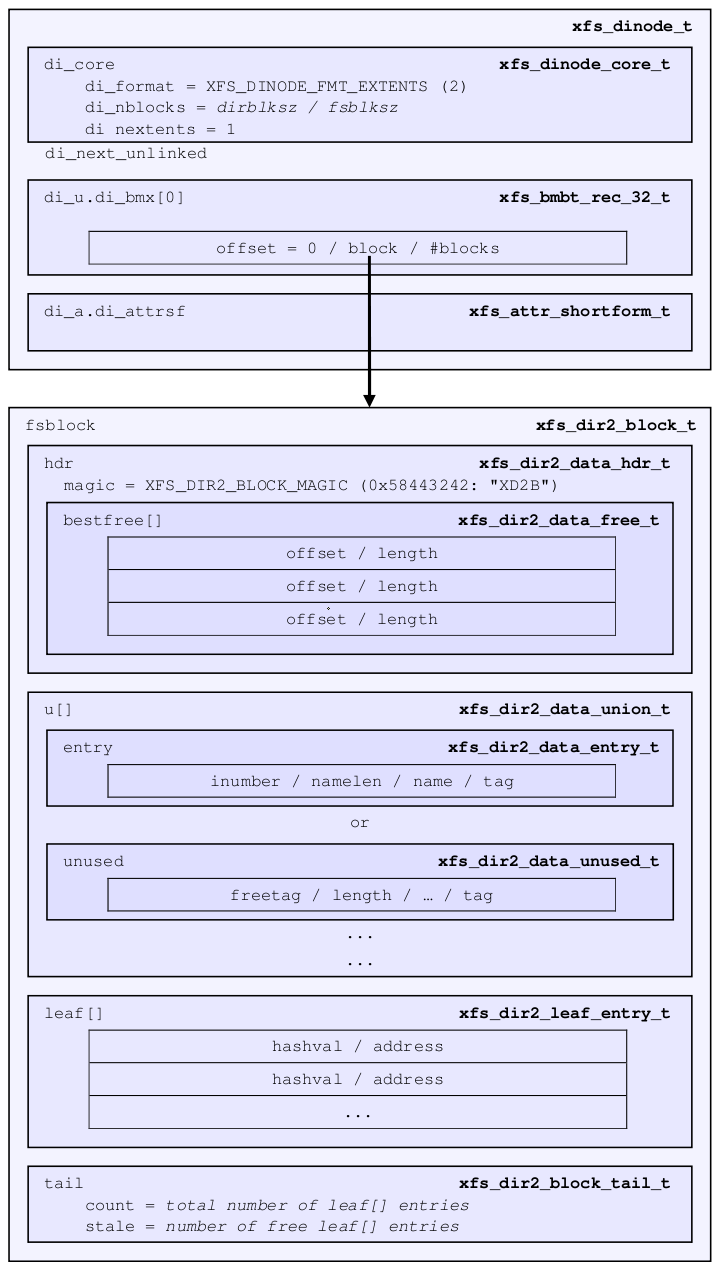 xfs_dinode_t
di_core xfs_dinode_core_t
di_format = XFS_DINODE_FMT_EXTENTS (2)
di_nblocks = dirblksz / fsblksz
di nextents = 1
di_next_unlinked
di_u.di_bmx[0] xfs_bmbt_rec_32_t
offset = 0 / block / #blocks
di_a.di_attrsf xfs_attr_shortform_t
fsblock xfs_dir2_block_t
hdr xfs_dir2_data_hdr_t
magic = XFS_DIR2_BLOCK_MAGIC (0x58443242: "XD2B")
bestfree[] xfs_dir2_data_free_t
offset / length
offset / length
offset / length
u[] xfs_dir2_data_union_t
entry xfs_dir2_data_entry_t
inumber / namelen / name / tag
or
unused xfs_dir2_data_unused_t
freetag / length / … / tag
...
...
leaf[] xfs_dir2_leaf_entry_t
hashval / address
hashval / address
...
tail xfs_dir2_block_tail_t
count = total number of leaf[] entries
stale = number of free leaf[] entries